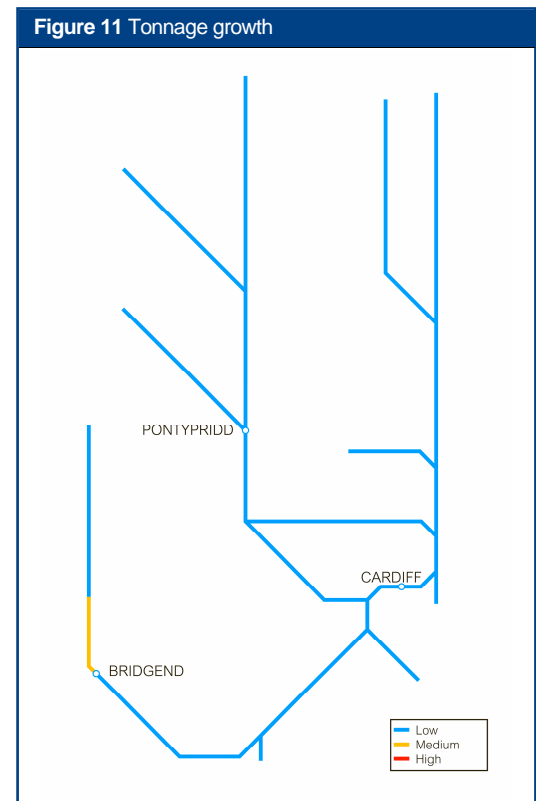 Figure 11 Tonnage growth
PONTYPRIDD
CARDIFF
BRIDGEND
Low
Medium
High